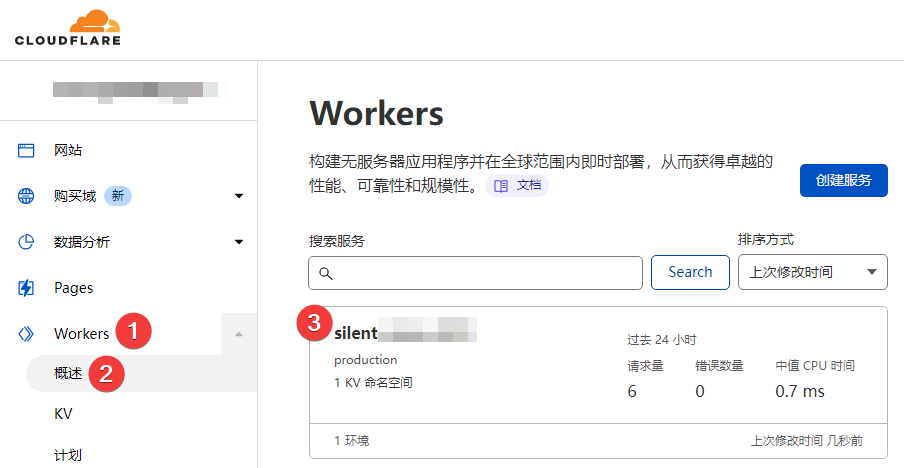 CLOUDFLARE
网站
购买域 新
数据分析
Pages
Workers 1
概述 2
KV
计划
Workers
构建无服务器应用程序并在全球范围内即时部署，从而获得卓越的
性能、可靠性和规模性。 文档
创建服务
搜索服务
排序方式
Search
上次修改时间
3
silent
production
1 KV 命名空间
过去 24 小时
请求量 错误数量 中值 CPU 时间
6 0 0.7 ms
1 环境
上次修改时间 几秒前